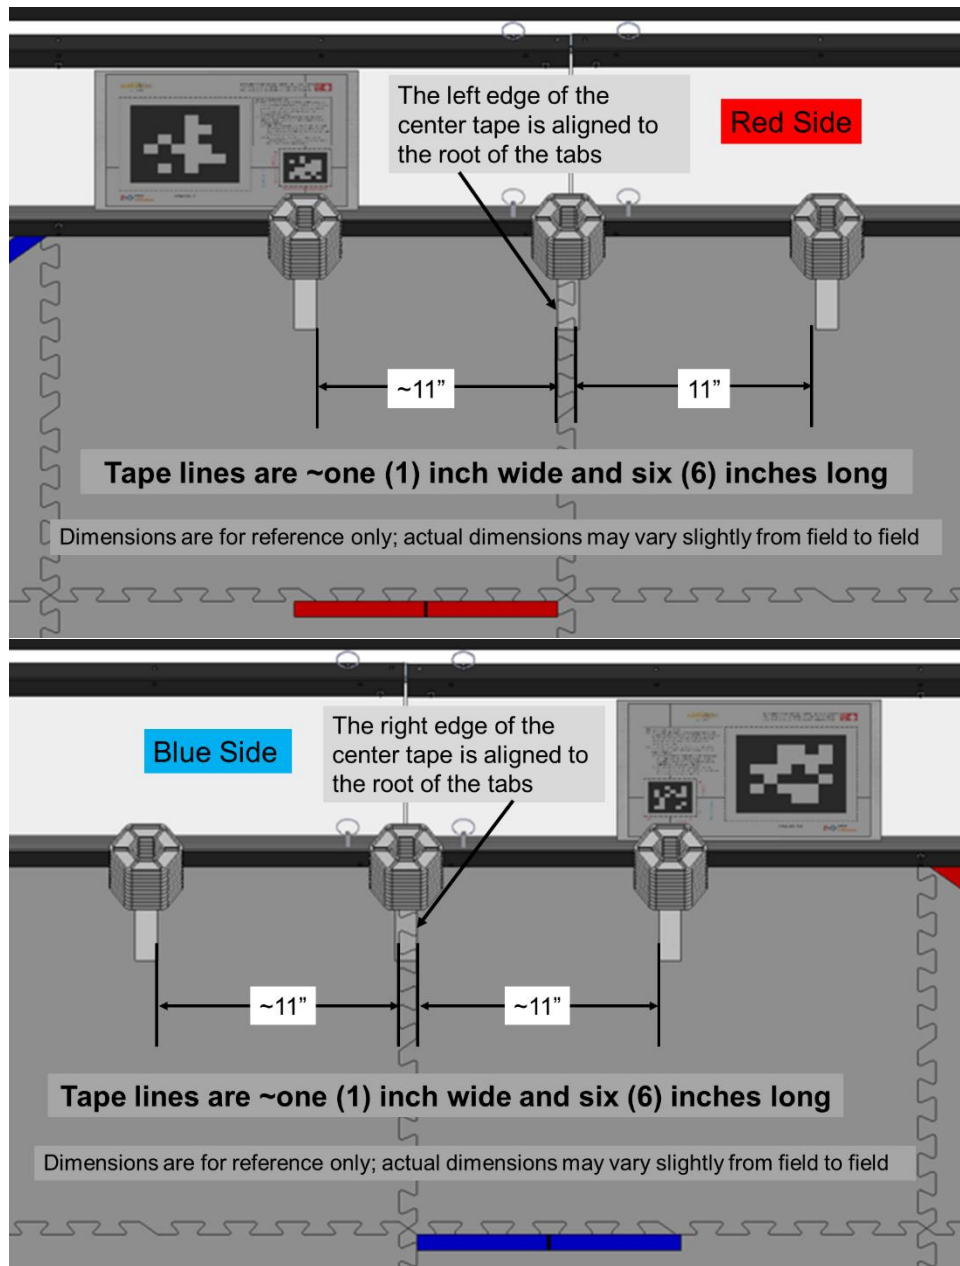 The left edge of the
center tape is aligned to
the root of the tabs
Red Side
~11”
11”
Tape lines are ~one (1) inch wide and six (6) inches long
Dimensions are for reference only; actual dimensions may vary slightly from field to field
Blue Side
The right edge of the
center tape is aligned to
the root of the tabs
~11”
~11”
Tape lines are ~one (1) inch wide and six (6) inches long
Dimensions are for reference only; actual dimensions may vary slightly from field to field